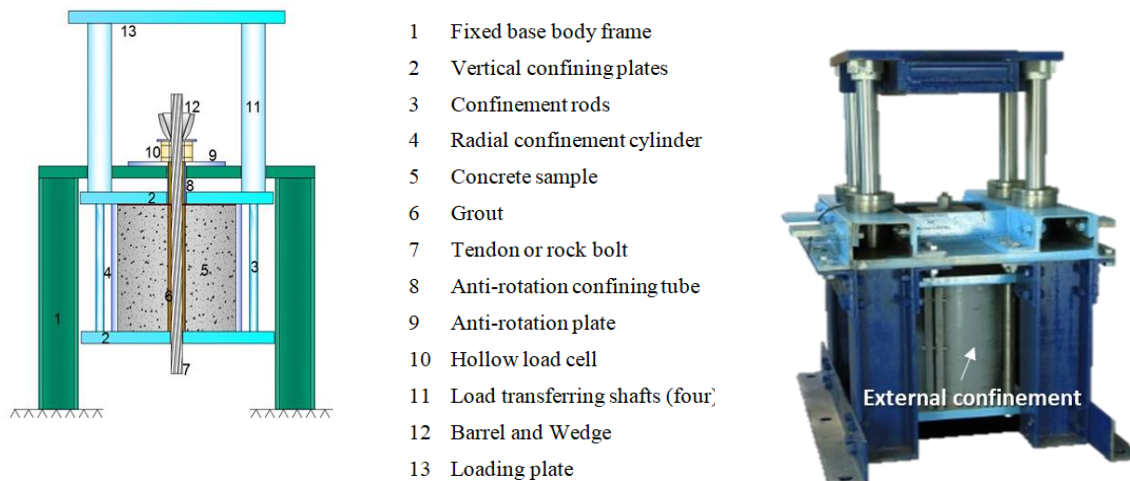 13
12
11
10
9
8
2
4
5
3
6
1
2
7
1 Fixed base body frame
2 Vertical confining plates
3 Confinement rods
4 Radial confinement cylinder
5 Concrete sample
6 Grout
7 Tendon or rock bolt
8 Anti-rotation confining tube
9 Anti-rotation plate
10 Hollow load cell
11 Load transferring shafts (four)
12 Barrel and Wedge
13 Loading plate
External confinement